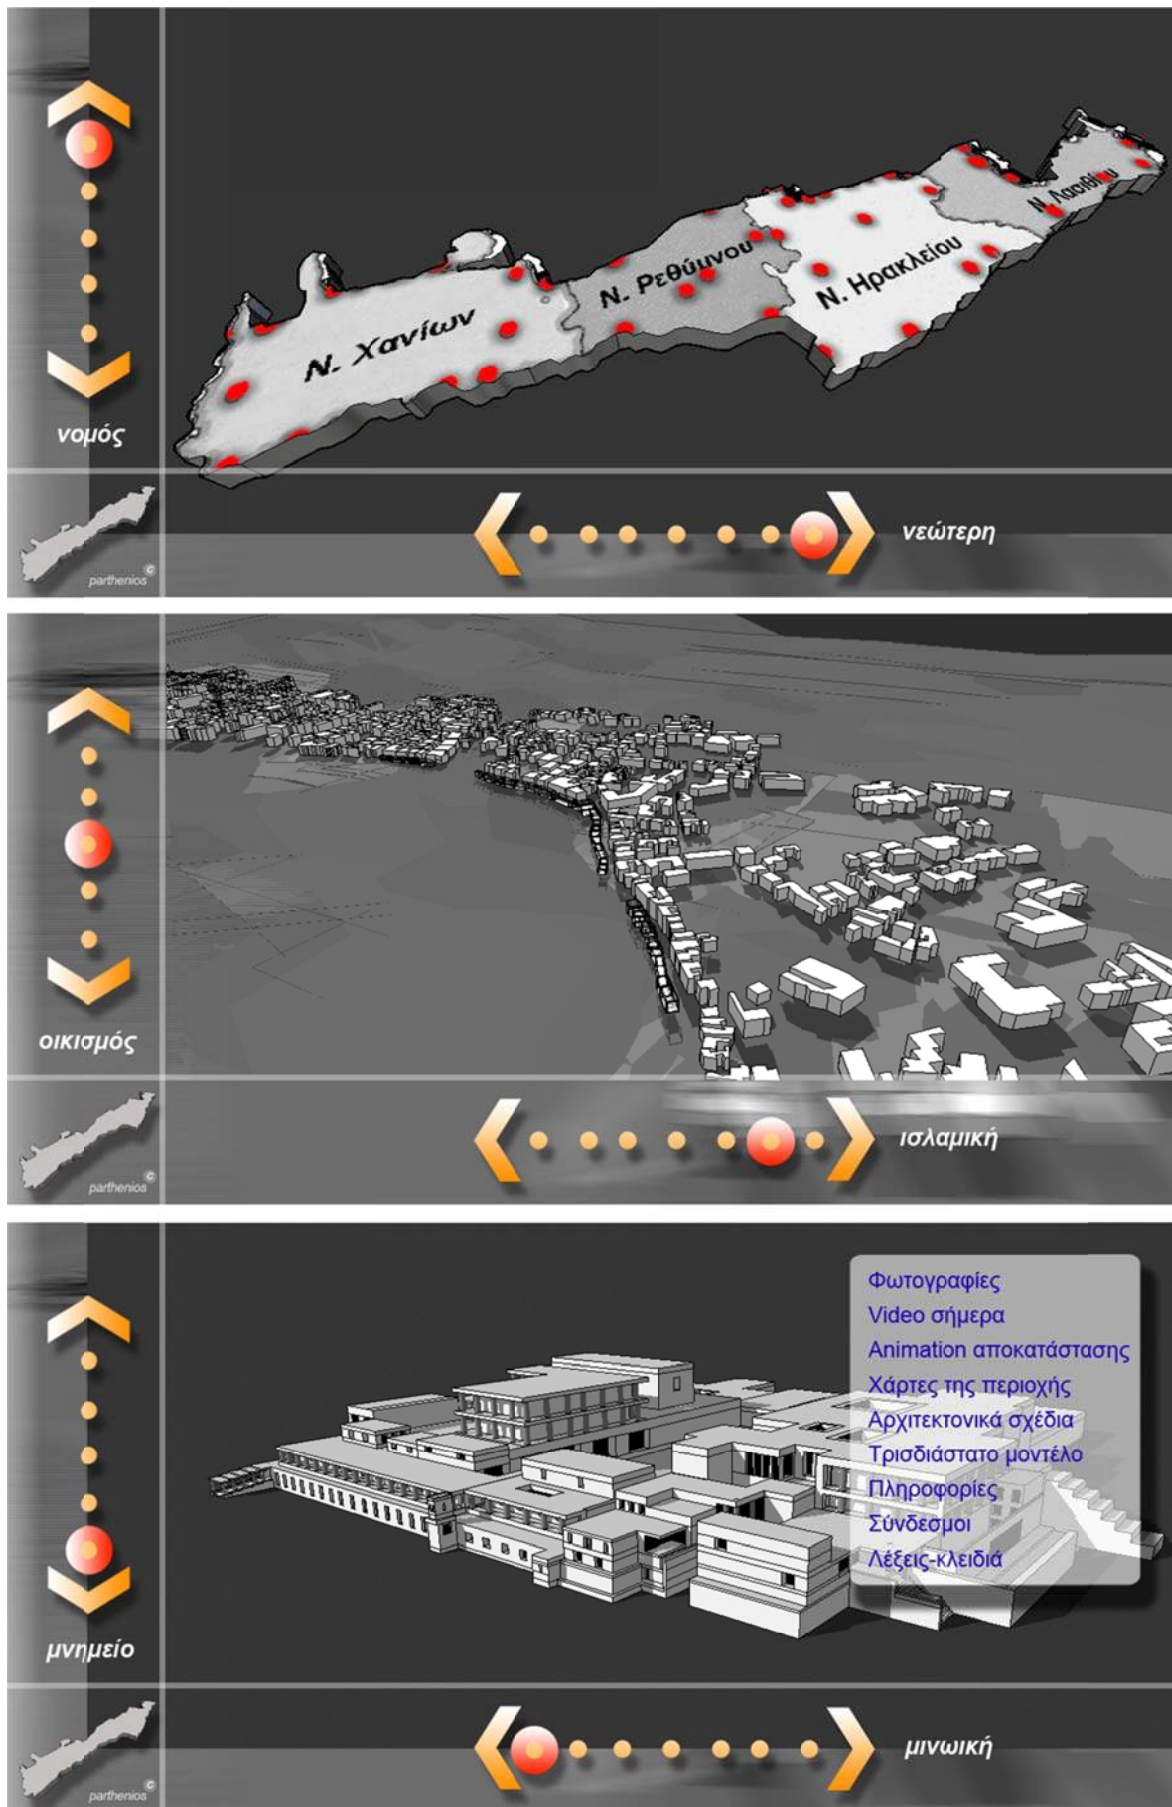 Ν. Χανίων
Ν. Ρεθύμνου
Ν. Ηρακλείου
Ν. Λασιθίου
νομός
νεώτερη
parthenios ©
οικισμός
ισλαμική
parthenios ©
Φωτογραφίες
Video σήμερα
Animation αποκατάστασης
Χάρτες της περιοχής
Αρχιτεκτονικά σχέδια
Τρισδιάστατο μοντέλο
Πληροφορίες
Σύνδεσμοι
Λέξεις-κλειδιά
μνημείο
μινωική
parthenios ©